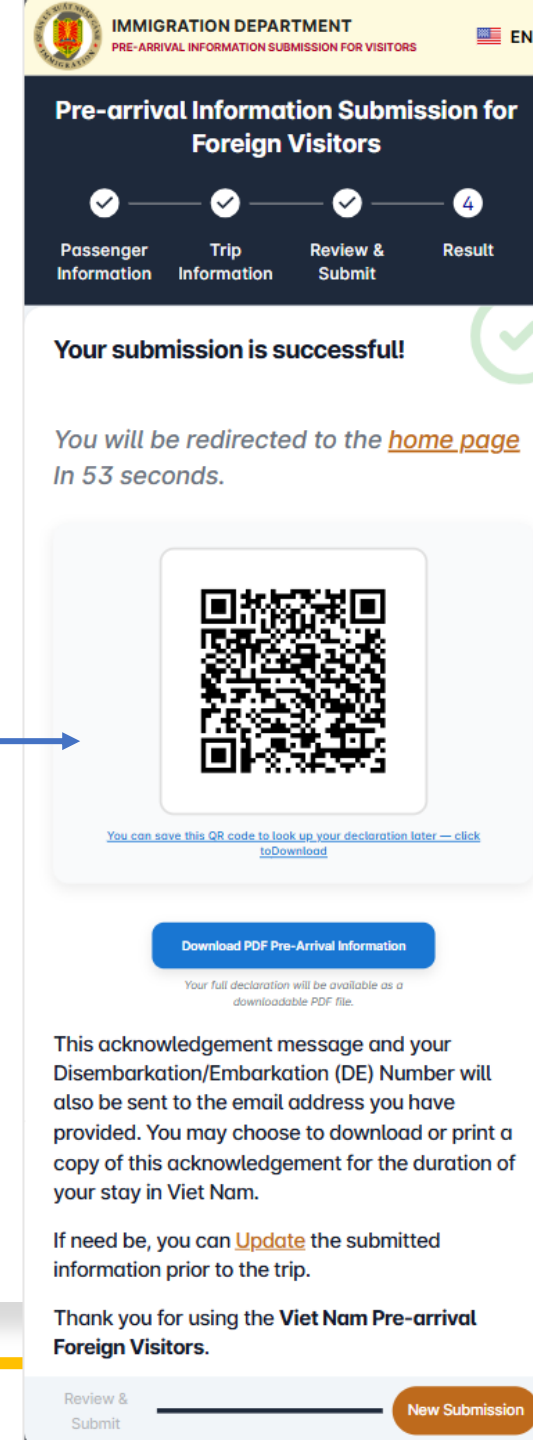 IMMIGRATION DEPARTMENT
PRE-ARRIVAL INFORMATION SUBMISSION FOR VISITORS
EN
Pre-arrival Information Submission for
Foreign Visitors
4
Passenger
Information
Trip
Information
Review &
Submit
Result
Your submission is successful!
You will be redirected to the home page
In 53 seconds.
You can save this QR code to look up your declaration later — click
toDownload
Download PDF Pre-Arrival Information
Your full declaration will be available as a
downloadable PDF file.
This acknowledgement message and your
Disembarkation/Embarkation (DE) Number will
also be sent to the email address you have
provided. You may choose to download or print a
copy of this acknowledgement for the duration of
your stay in Viet Nam.
If need be, you can Update the submitted
information prior to the trip.
Thank you for using the Viet Nam Pre-arrival
Foreign Visitors.
Review &
Submit
New Submission